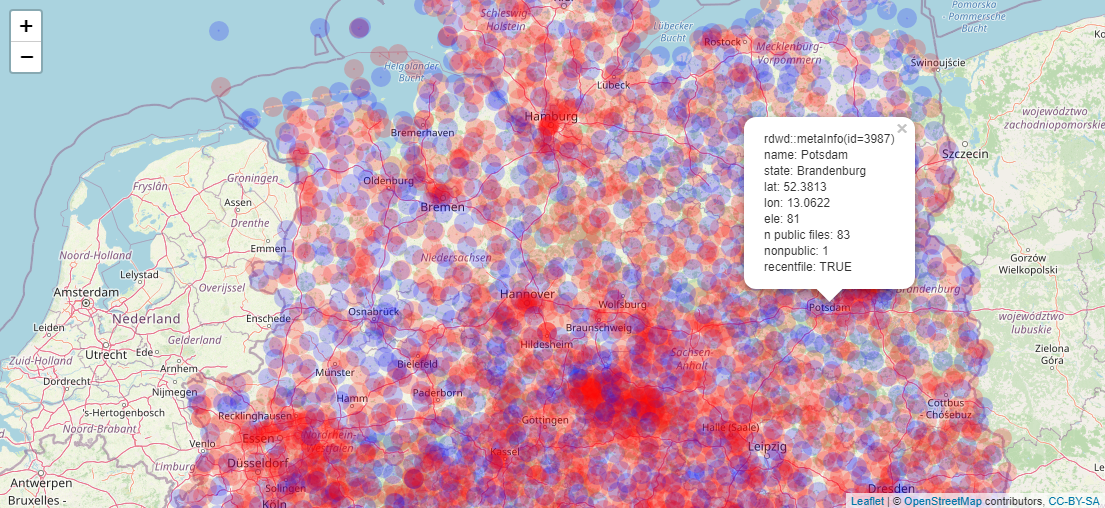 +
−
Schleswig-
Holstein
Kiel
Lübecker
Bucht
Pomorska
- Pommersche
Bucht
Rostock
Mecklenburg-
Vorpommern
Helgoländer
Bucht
Świnoujście
Lübeck
województwo
zachodniopomorskie
Hamburg
Bremerhaven
Szczecin
rdwd::metaInfo(id=3987)
name: Potsdam
state: Brandenburg
lat: 52.3813
lon: 13.0622
ele: 81
n public files: 83
nonpublic: 1
recentfile: TRUE
×
Groningen
Fryslân
Oldenburg
Assen
Bremen
Drenthe
Emmen
Noord-Holland
Niedersachsen
Gorzów
Wielkopolski
Lelystad
Overijssel
Amsterdam
Hannover
Wolfsburg
Brandenburg
Potsdam
Nederland
Enschede
Osnabrück
Braunschweig
województwo
lubuskie
Leiden
Gelderland
Hildesheim
Utrecht
Ede
Sachsen-
Anhalt
Zielona
Góra
Zuid-Holland
Arnhem
Münster
Bielefeld
Dordrecht
Nijmegen
Hamm
Paderborn
's-Hertogenbosch
Recklinghausen
Göttingen
Cottbus
- Chóśebuz
Noord-Brabant
Halle (Saale)
Venlo
Essen
Nordrhein-
Westfalen
Leipzig
Kassel
Limburg
Düsseldorf
Antwerpen
Solingen
Dresden
Bruxelles -
Köln
Leaflet | © OpenStreetMap contributors, CC-BY-SA